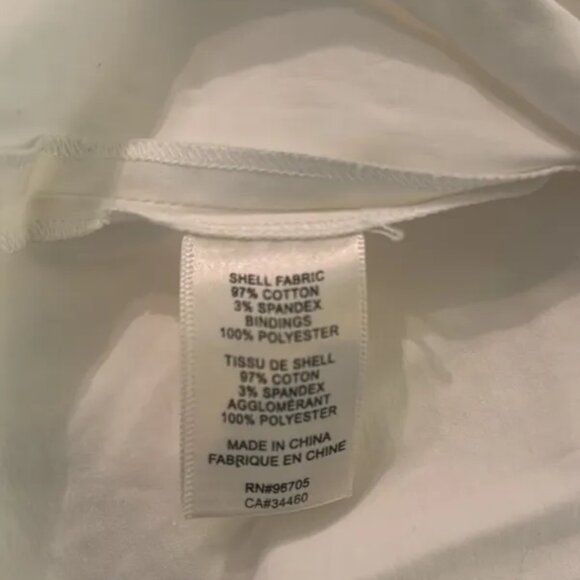 SHELL FABRIC
97% COTTON
3% SPANDEX
BINDINGS
100% POLYESTER
TISSU DE SHELL
97% COTON
3% SPANDEX
AGGLOMÉRANT
100% POLYESTER
MADE IN CHINA
FABRIQUE EN CHINE
RN#96705
CA#34460